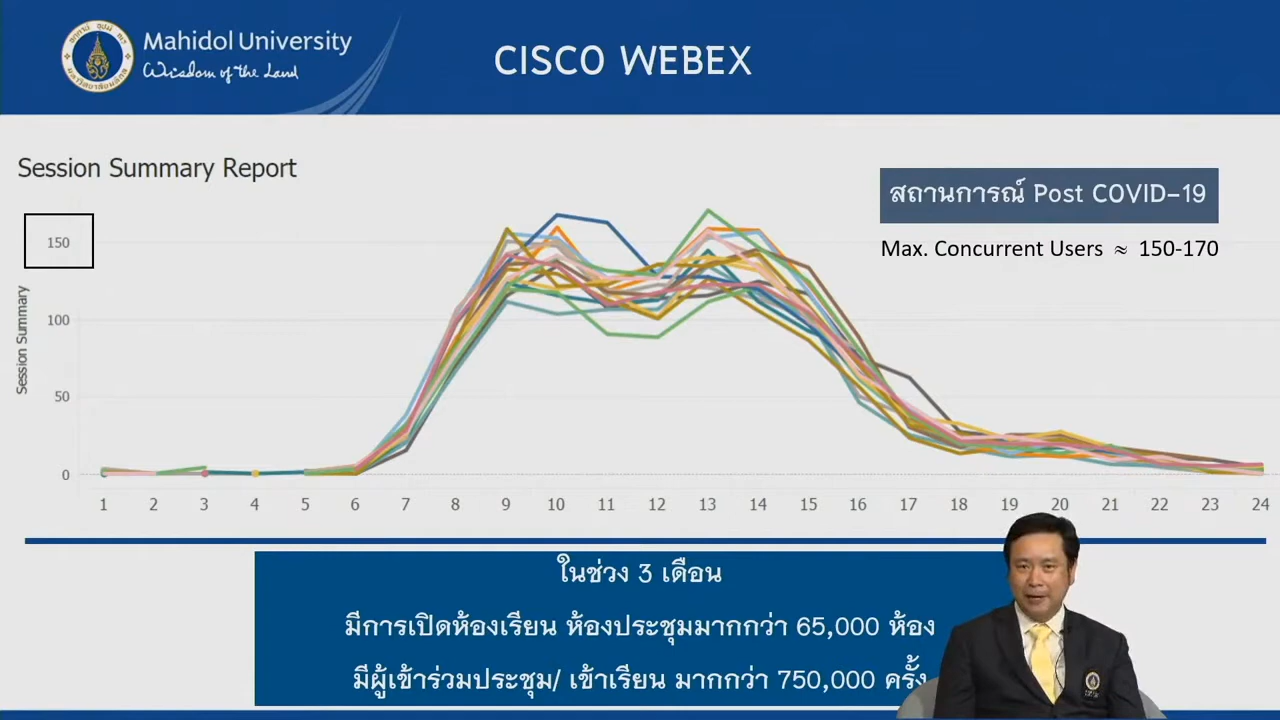 Mahidol University
Wisdom of the Land
CISCO WEBEX
Session Summary Report
สถานการณ์ Post COVID-19
Max. Concurrent Users ≈ 150-170
Session Summary
150
100
50
0
1 2 3 4 5 6 7 8 9 10 11 12 13 14 15 16 17 18 19 20 21 22 23 24
ในช่วง 3 เดือน
มีการเปิดห้องเรียน ห้องประชุมมากกว่า 65,000 ห้อง
มีผู้เข้าร่วมประชุม/ เข้าเรียน มากกว่า 750,000 ครั้ง